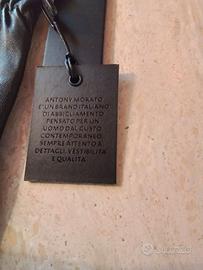 ANTONY MORATO
E' UN BRAND ITALIANO
DI ABBIGLIAMENTO
PENSATO PER UN
UOMO DAL GUSTO
CONTEMPORANEO,
SEMPRE ATTENTO A
DETTAGLI, VESTIBILITÀ
E QUALITÀ
subito